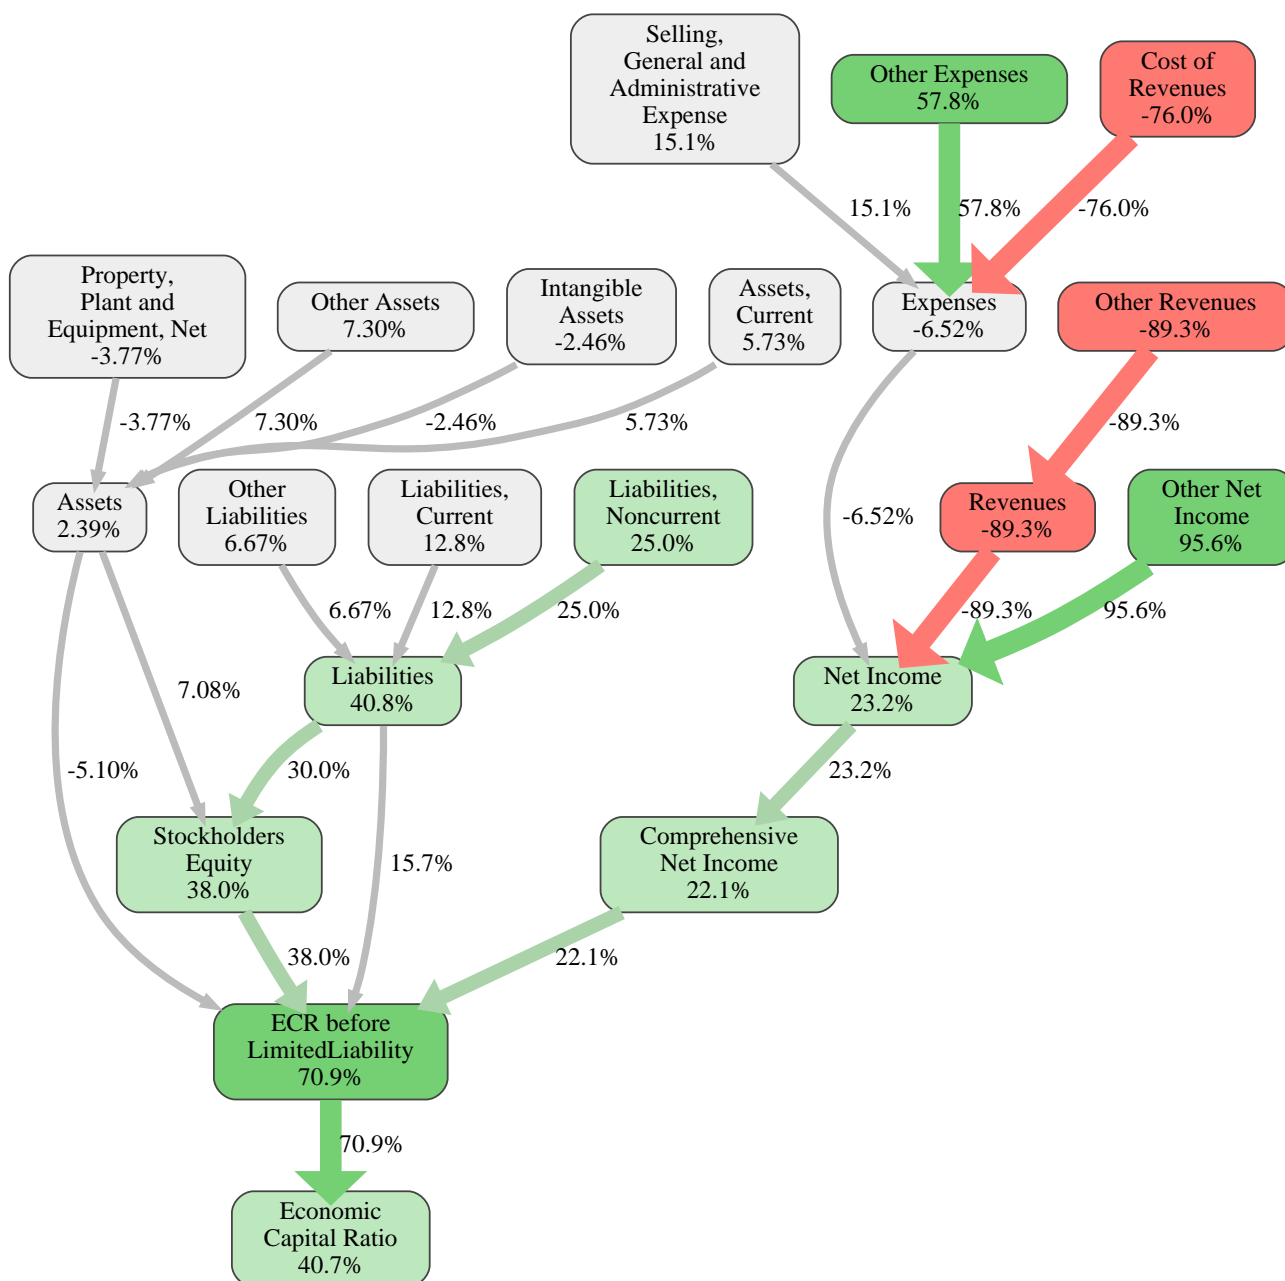 Selling,
General and
Administrative
Expense
15.1%
Other Expenses
57.8%
Cost of
Revenues
-76.0%
15.1%
57.8%
-76.0%
Property,
Plant and
Equipment, Net
-3.77%
Other Assets
7.30%
Intangible
Assets
-2.46%
Assets,
Current
5.73%
Expenses
-6.52%
Other Revenues
-89.3%
-3.77%
7.30%
-2.46%
5.73%
-89.3%
Assets
2.39%
Other
Liabilities
6.67%
Liabilities,
Current
12.8%
Liabilities,
Noncurrent
25.0%
-6.52%
Revenues
-89.3%
Other Net
Income
95.6%
6.67%
12.8%
25.0%
-89.3%
95.6%
7.08%
Liabilities
40.8%
Net Income
23.2%
-5.10%
30.0%
23.2%
Stockholders
Equity
38.0%
15.7%
Comprehensive
Net Income
22.1%
38.0%
22.1%
ECR before
LimitedLiability
70.9%
70.9%
Economic
Capital Ratio
40.7%